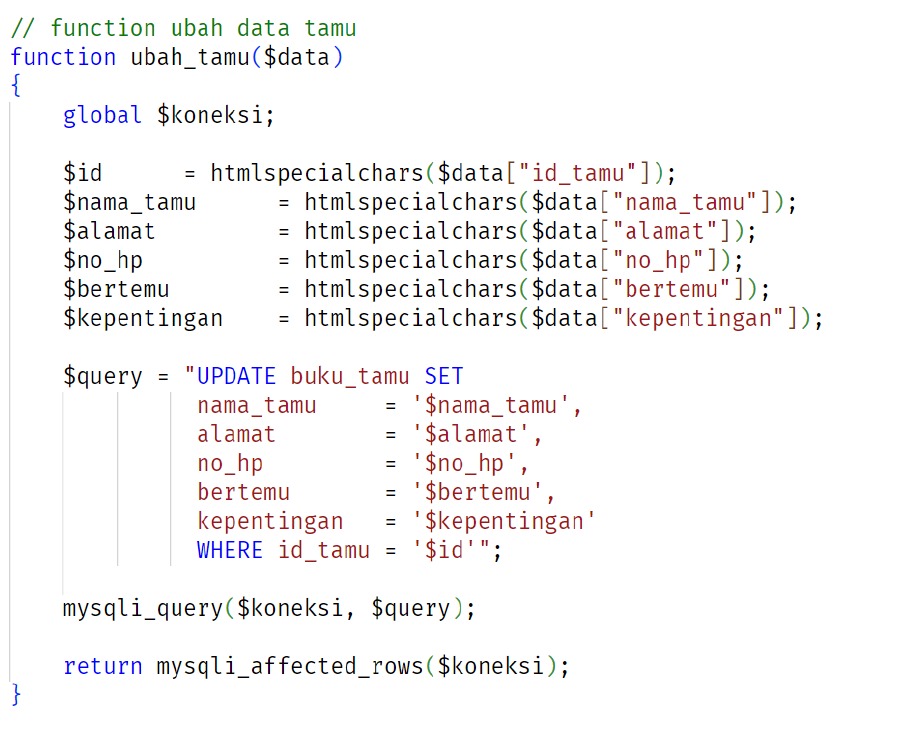 // function ubah data tamu
function ubah_tamu($data)
{
    global $koneksi;

    $id      = htmlspecialchars($data["id_tamu"]);
    $nama_tamu      = htmlspecialchars($data["nama_tamu"]);
    $alamat         = htmlspecialchars($data["alamat"]);
    $no_hp          = htmlspecialchars($data["no_hp"]);
    $bertemu        = htmlspecialchars($data["bertemu"]);
    $kepentingan    = htmlspecialchars($data["kepentingan"]);

    $query = "UPDATE buku_tamu SET
              nama_tamu     = '$nama_tamu',
              alamat        = '$alamat',
              no_hp         = '$no_hp',
              bertemu       = '$bertemu',
              kepentingan   = '$kepentingan'
              WHERE id_tamu = '$id'";

    mysqli_query($koneksi, $query);

    return mysqli_affected_rows($koneksi);
}